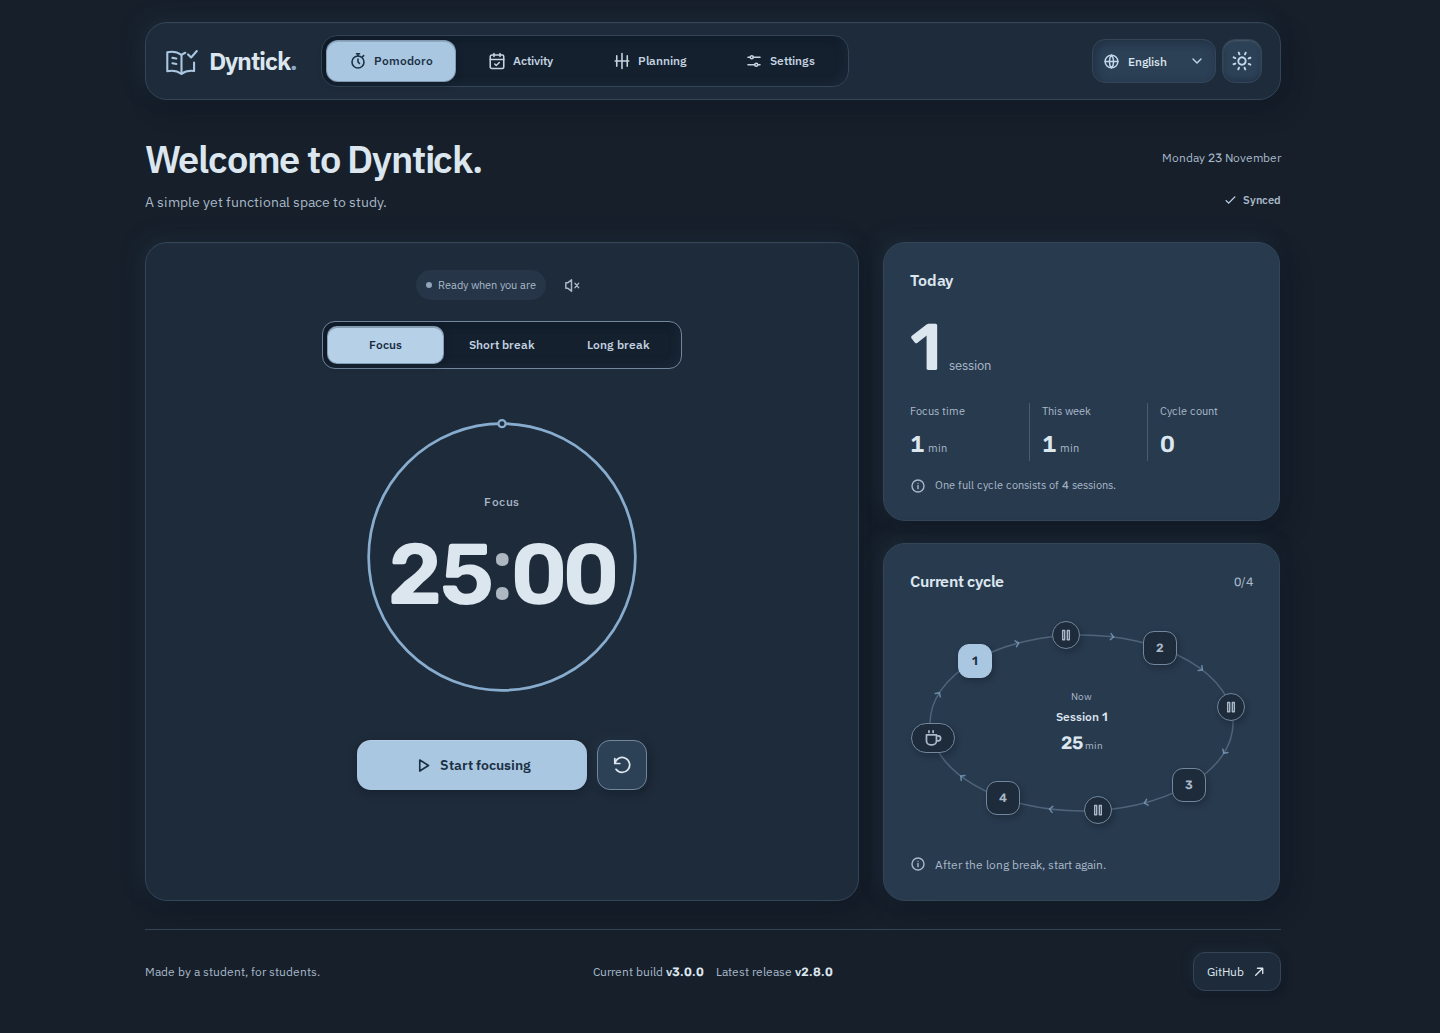 Dyntick.
Pomodoro
Activity
Planning
Settings
English
Welcome to Dyntick.
Monday 23 November
A simple yet functional space to study.
Synced
Ready when you are
Focus
Short break
Long break
Focus
25:00
Start focusing
Today
1 session
Focus time
1 min
This week
1 min
Cycle count
0
One full cycle consists of 4 sessions.
Current cycle
0/4
1
2
3
4
Now
Session 1
25 min
After the long break, start again.
Made by a student, for students.
Current build v3.0.0
Latest release v2.8.0
GitHub